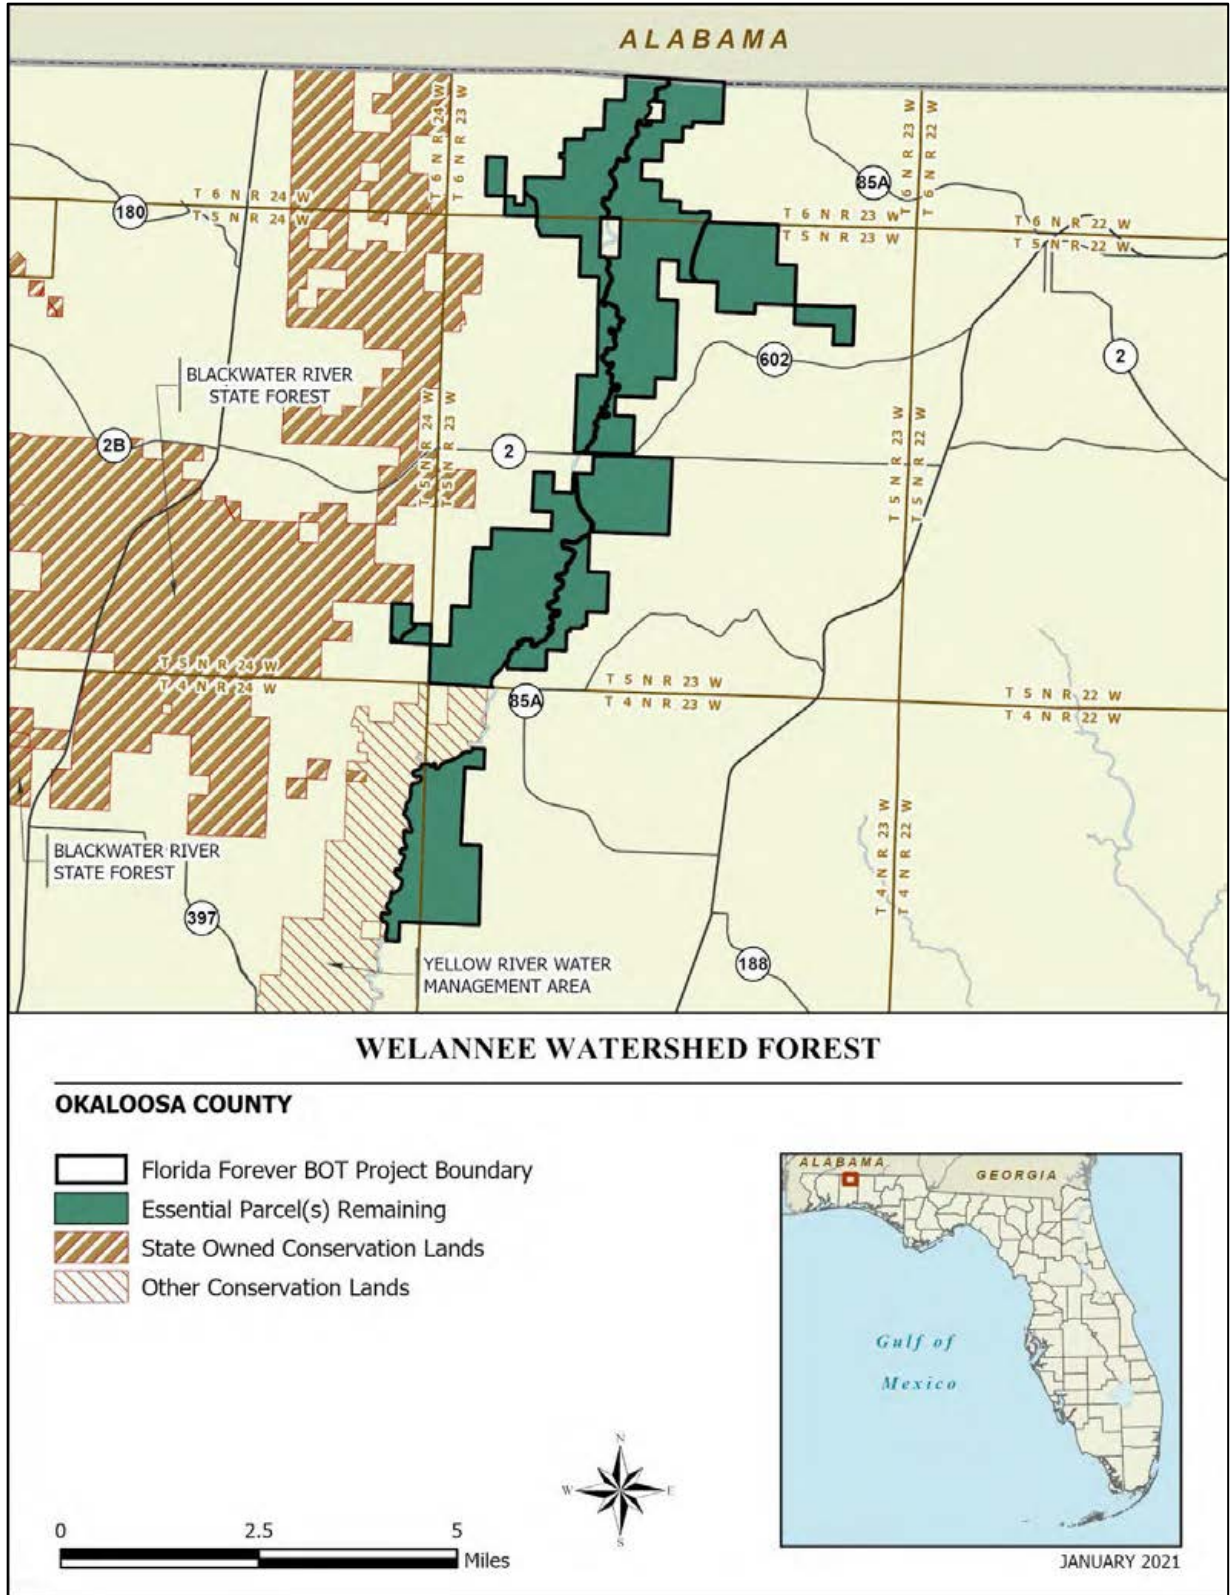 ALABAMA
T 6 N R 24 W
T 6 N R 23 W
T 6 N R 23 W
T 6 N R 22 W
85A
180
T 6 N R 24 W
T 5 N R 24 W
T 6 N R 23 W
T 5 N R 23 W
T 6 N R 22 W
T 5 N R 22 W
602
2
BLACKWATER RIVER
STATE FOREST
2B
2
T 5 N R 24 W
T 5 N R 23 W
T 5 N R 23 W
T 5 N R 22 W
T 5 N R 24 W
T 4 N R 24 W
85A
T 5 N R 23 W
T 4 N R 23 W
T 5 N R 22 W
T 4 N R 22 W
T 4 N R 23 W
T 4 N R 22 W
BLACKWATER RIVER
STATE FOREST
397
YELLOW RIVER WATER
MANAGEMENT AREA
188
WELANNEE WATERSHED FOREST
OKALOOSA COUNTY
Florida Forever BOT Project Boundary
Essential Parcel(s) Remaining
State Owned Conservation Lands
Other Conservation Lands
ALABAMA
GEORGIA
Gulf of
Mexico
N
W E
S
0 2.5 5
Miles
JANUARY 2021